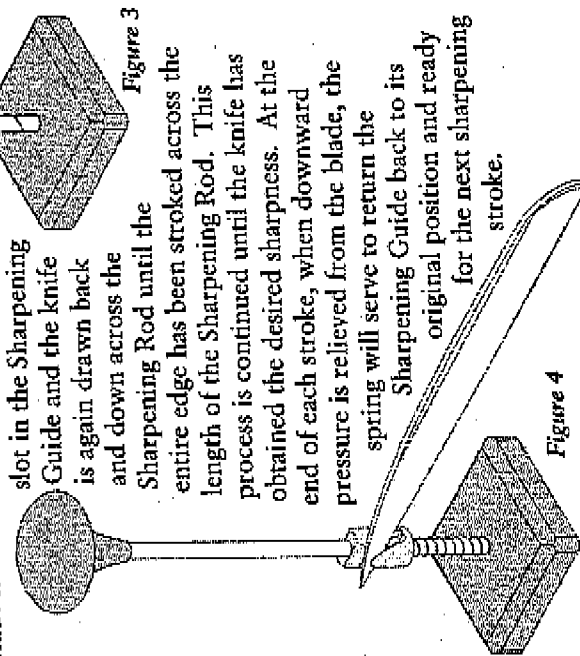 slot in the Sharpening
Guide and the knife
is again drawn back
and down across the
Sharpening Rod until the
entire edge has been stroked across the
length of the Sharpening Rod. This
process is continued until the knife has
obtained the desired sharpness. At the
end of each stroke, when downward
pressure is relieved from the blade, the
spring will serve to return the
Sharpening Guide back to its
original position and ready
for the next sharpening
stroke.
Figure 3
Figure 4